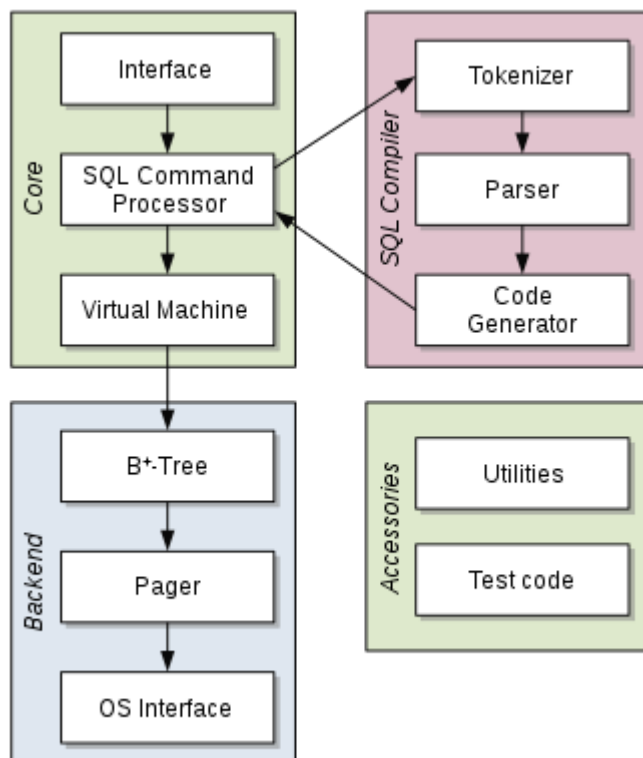 Core
Interface
SQL Command
Processor
Virtual Machine
SQL Compiler
Tokenizer
Parser
Code
Generator
Backend
B+-Tree
Pager
OS Interface
Accessories
Utilities
Test code